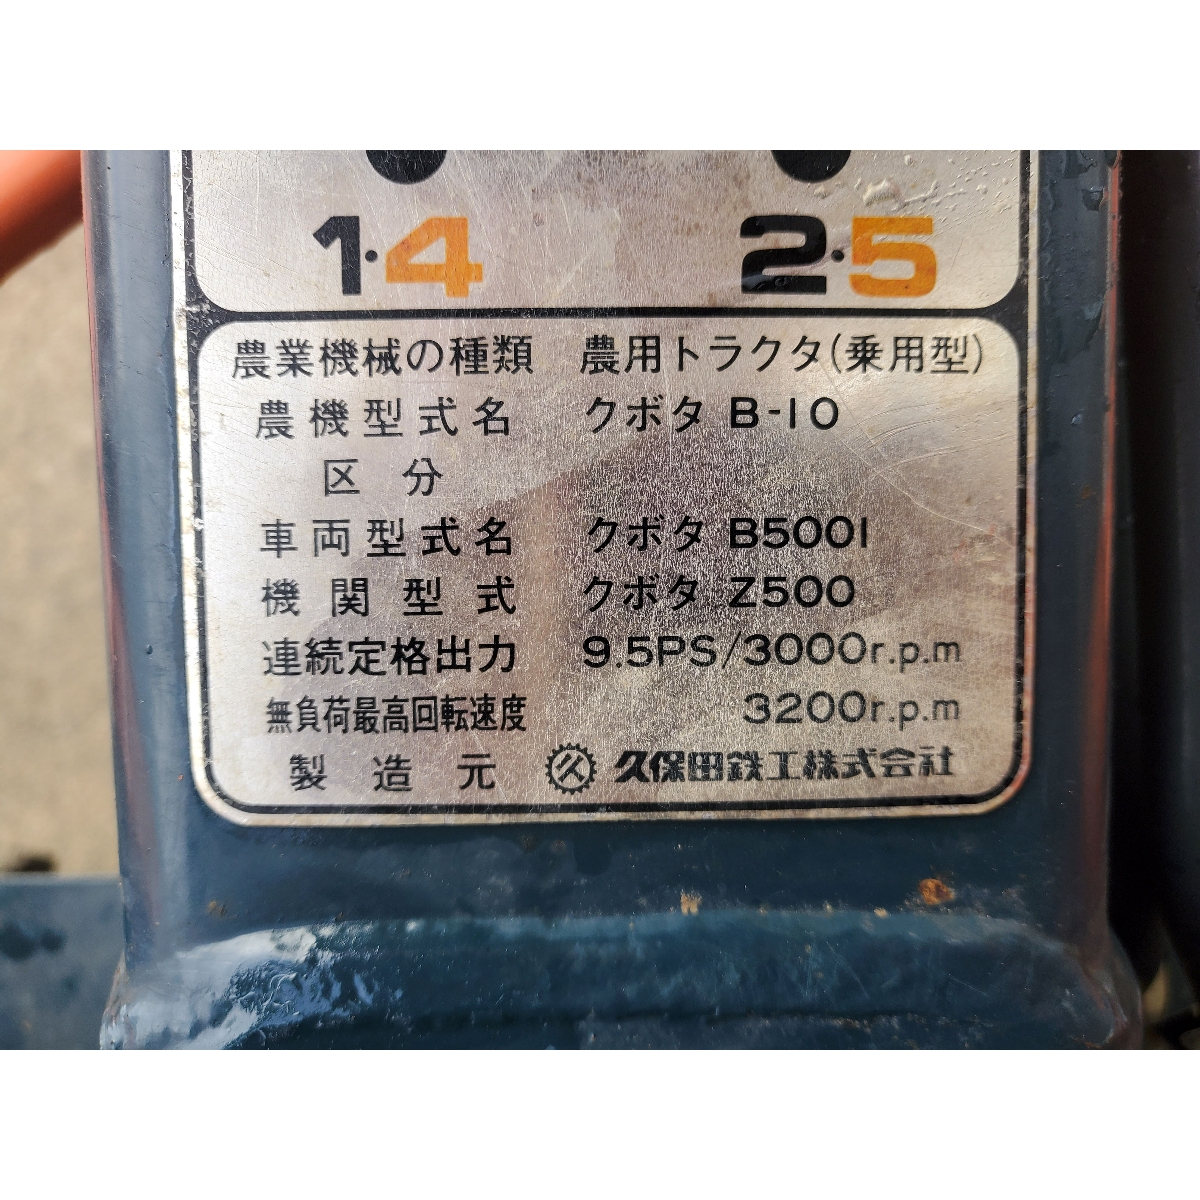 1・4 2・5
農業機械の種類 農用トラクタ(乗用型)
農機型式名 クボタ B-10
区分
車両型式名 クボタ B5001
機関型式 クボタ Z500
連続定格出力 9.5PS/3000r.p.m
無負荷最高回転速度 3200r.p.m
製造元 久保田鉄工株式会社